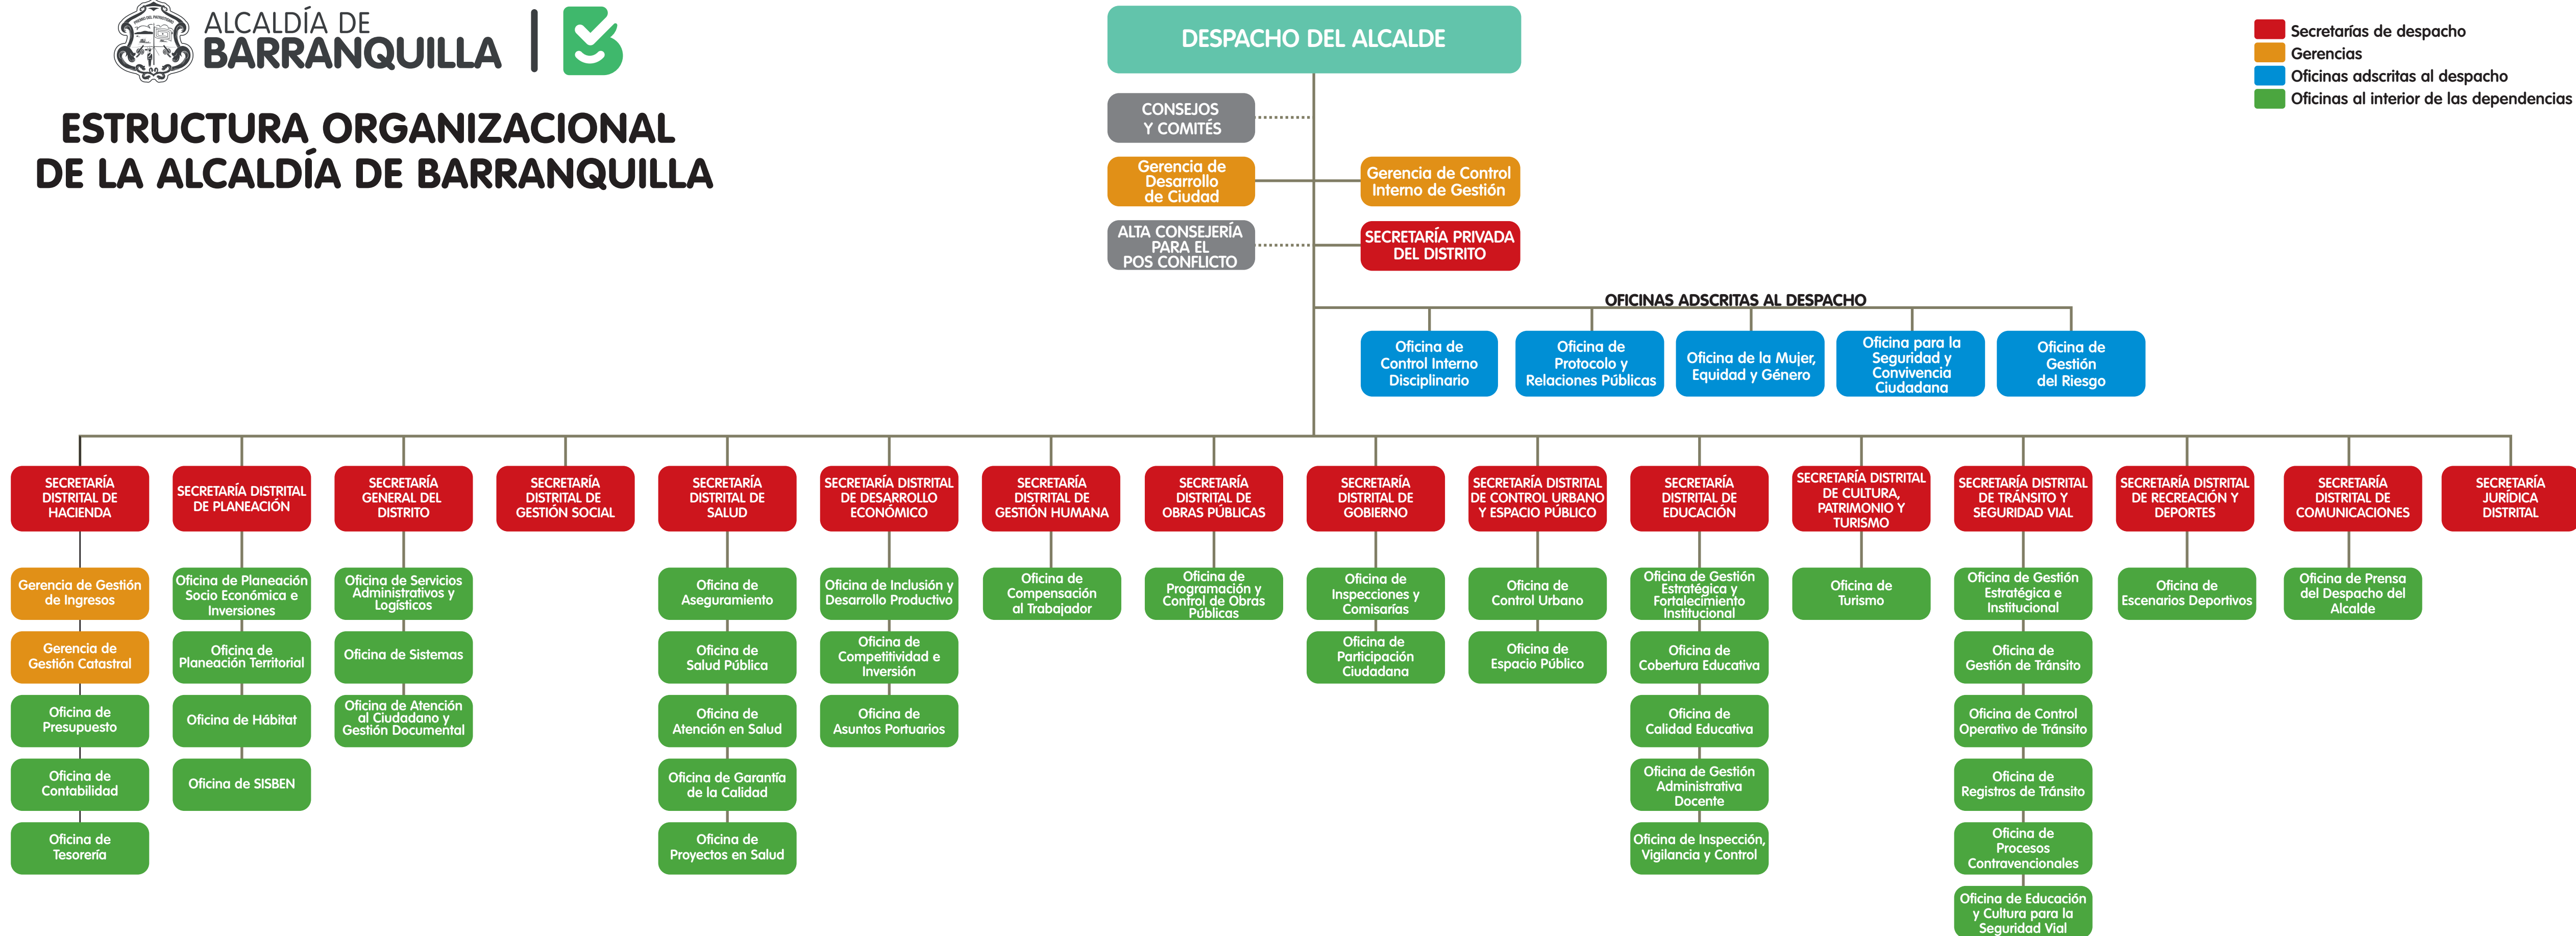 ALCALDÍA DE
BARRANQUILLA
ESTRUCTURA ORGANIZACIONAL
DE LA ALCALDÍA DE BARRANQUILLA
DESPACHO DEL ALCALDE
Secretarías de despacho
Gerencias
Oficinas adscritas al despacho
Oficinas al interior de las dependencias
CONSEJOS
Y COMITÉS
Gerencia de
Desarrollo
de Ciudad
Gerencia de Control
Interno de Gestión
ALTA CONSEJERÍA
PARA EL
POS CONFLICTO
SECRETARÍA PRIVADA
DEL DISTRITO
OFICINAS ADSCRITAS AL DESPACHO
Oficina de
Control Interno
Disciplinario
Oficina de
Protocolo y
Relaciones Públicas
Oficina de la Mujer,
Equidad y Género
Oficina para la
Seguridad y
Convivencia
Ciudadana
Oficina de
Gestión
del Riesgo
SECRETARÍA
DISTRITAL DE
HACIENDA
Gerencia de Gestión
de Ingresos
Gerencia de
Gestión Catastral
Oficina de
Presupuesto
Oficina de
Contabilidad
Oficina de
Tesorería
SECRETARÍA DISTRITAL
DE PLANEACIÓN
Oficina de Planeación
Socio Económica e
Inversiones
Oficina de
Planeación Territorial
Oficina de Hábitat
Oficina de SISBEN
SECRETARÍA
GENERAL DEL
DISTRITO
Oficina de Servicios
Administrativos y
Logísticos
Oficina de Sistemas
Oficina de Atención
al Ciudadano y
Gestión Documental
SECRETARÍA
DISTRITAL DE
GESTIÓN SOCIAL
SECRETARÍA
DISTRITAL DE
SALUD
Oficina de
Aseguramiento
Oficina de
Salud Pública
Oficina de
Atención en Salud
Oficina de Garantía
de la Calidad
Oficina de
Proyectos en Salud
SECRETARÍA DISTRITAL
DE DESARROLLO
ECONÓMICO
Oficina de Inclusión y
Desarrollo Productivo
Oficina de
Competitividad e
Inversión
Oficina de
Asuntos Portuarios
SECRETARÍA
DISTRITAL DE
GESTIÓN HUMANA
Oficina de
Compensación
al Trabajador
SECRETARÍA
DISTRITAL DE
OBRAS PÚBLICAS
Oficina de
Programación y
Control de Obras
Públicas
SECRETARÍA
DISTRITAL DE
GOBIERNO
Oficina de
Inspecciones y
Comisarías
Oficina de
Participación
Ciudadana
SECRETARÍA DISTRITAL
DE CONTROL URBANO
Y ESPACIO PÚBLICO
Oficina de
Control Urbano
Oficina de
Espacio Público
SECRETARÍA
DISTRITAL DE
EDUCACIÓN
Oficina de Gestión
Estratégica y
Fortalecimiento
Institucional
Oficina de
Cobertura Educativa
Oficina de
Calidad Educativa
Oficina de Gestión
Administrativa
Docente
Oficina de Inspección,
Vigilancia y Control
SECRETARÍA DISTRITAL
DE CULTURA,
PATRIMONIO Y
TURISMO
Oficina de
Turismo
SECRETARÍA DISTRITAL
DE TRÁNSITO Y
SEGURIDAD VIAL
Oficina de Gestión
Estratégica e
Institucional
Oficina de
Gestión de Tránsito
Oficina de Control
Operativo de Tránsito
Oficina de
Registros de Tránsito
Oficina de
Procesos
Contravencionales
Oficina de Educación
y Cultura para la
Seguridad Vial
SECRETARÍA DISTRITAL
DE RECREACIÓN Y
DEPORTES
Oficina de
Escenarios Deportivos
SECRETARÍA
DISTRITAL DE
COMUNICACIONES
Oficina de Prensa
del Despacho del
Alcalde
SECRETARÍA
JURÍDICA
DISTRITAL